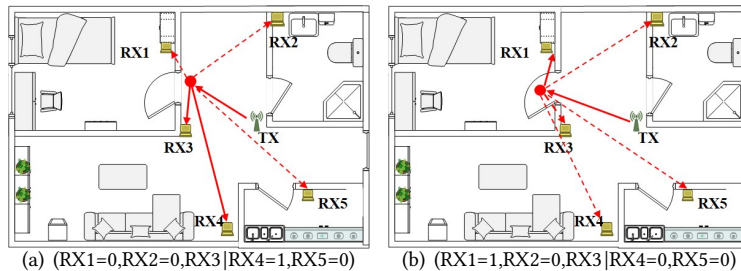 RX1
RX2
TX
RX3
RX5
RX4
(a) (RX1=0,RX2=0,RX3|RX4=1,RX5=0)
RX1
RX2
TX
RX3
RX5
RX4
(b) (RX1=1,RX2=0,RX3|RX4=0,RX5=0)